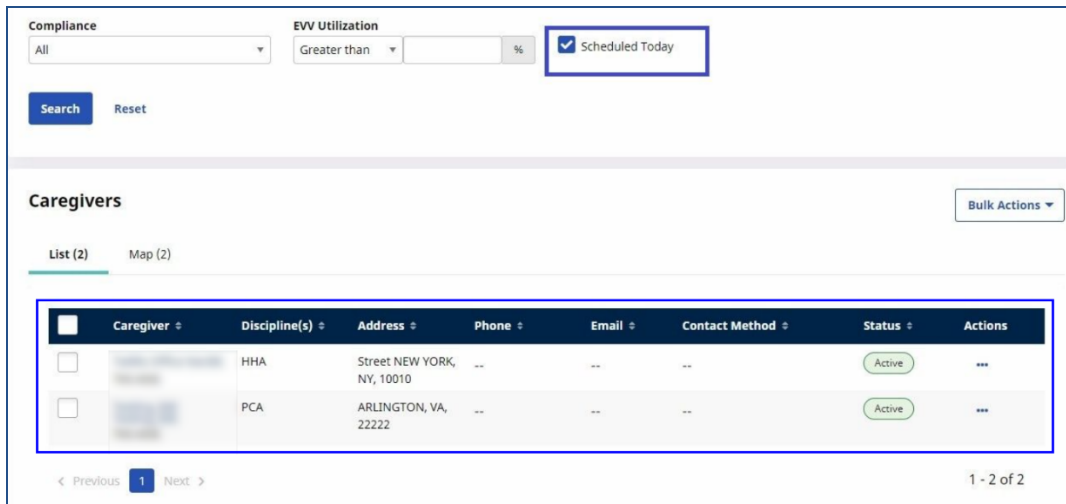 Compliance EVV Utilization
All Greater than % Scheduled Today
Search Reset
Caregivers
Bulk Actions
List (2) Map (2)
Caregiver Discipline(s) Address Phone Email Contact Method Status Actions
HHA Street NEW YORK, -- -- -- Active ...
NY, 10010
PCA ARLINGTON, VA, -- -- -- Active ...
22222
< Previous 1 Next > 1 - 2 of 2